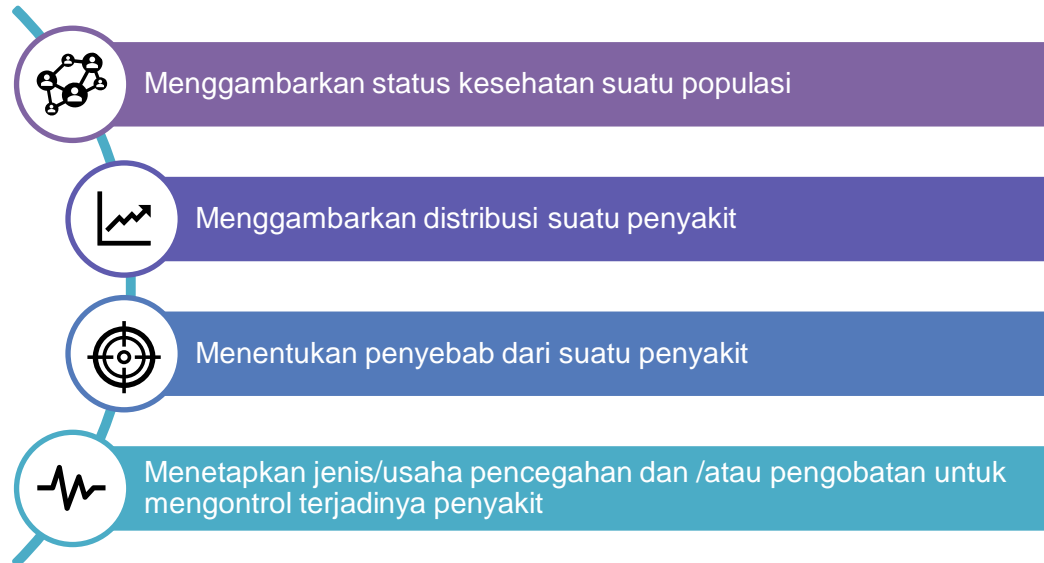 Menggambarkan status kesehatan suatu populasi
Menggambarkan distribusi suatu penyakit
Menentukan penyebab dari suatu penyakit
Menetapkan jenis/usaha pencegahan dan /atau pengobatan untuk
mengontrol terjadinya penyakit